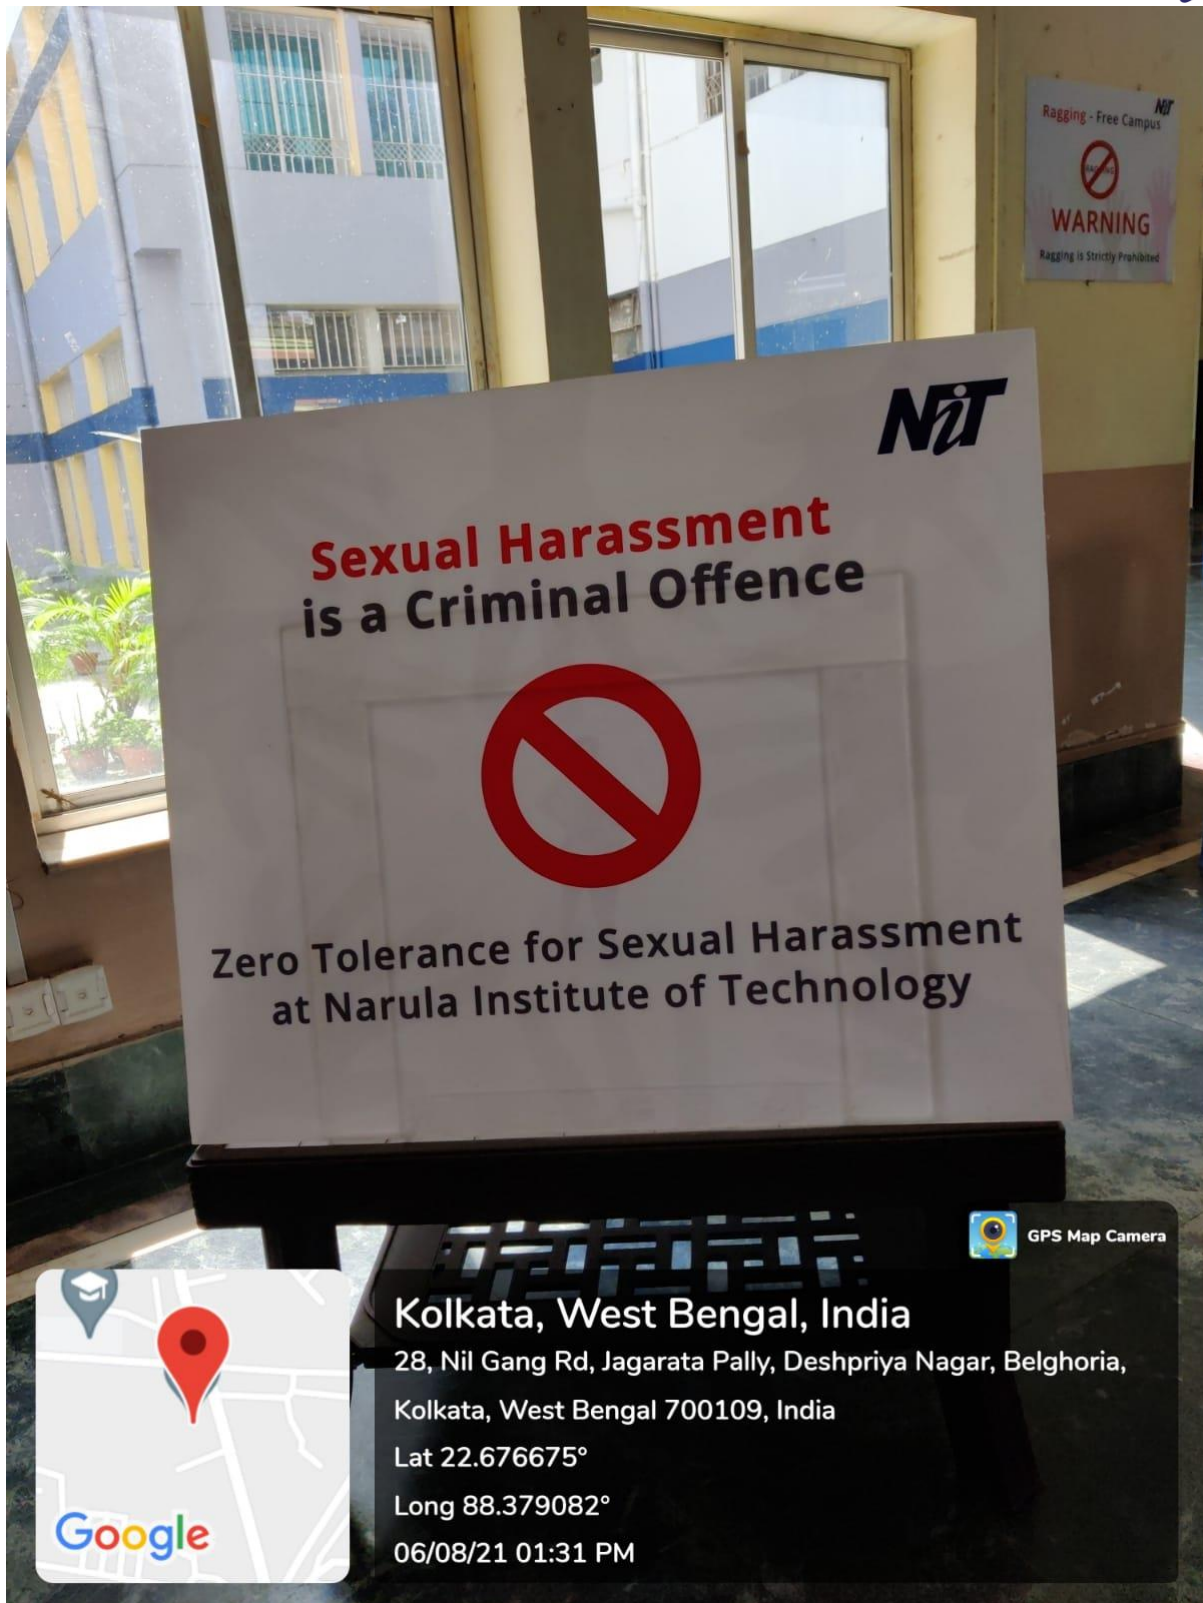 Ragging - Free Campus
NiT
WARNING
Ragging is Strictly Prohibited
NiT
Sexual Harassment
is a Criminal Offence
Zero Tolerance for Sexual Harassment
at Narula Institute of Technology
GPS Map Camera
Kolkata, West Bengal, India
28, Nil Gang Rd, Jagarata Pally, Deshpriya Nagar, Belghoria,
Kolkata, West Bengal 700109, India
Lat 22.676675°
Long 88.379082°
06/08/21 01:31 PM
Google